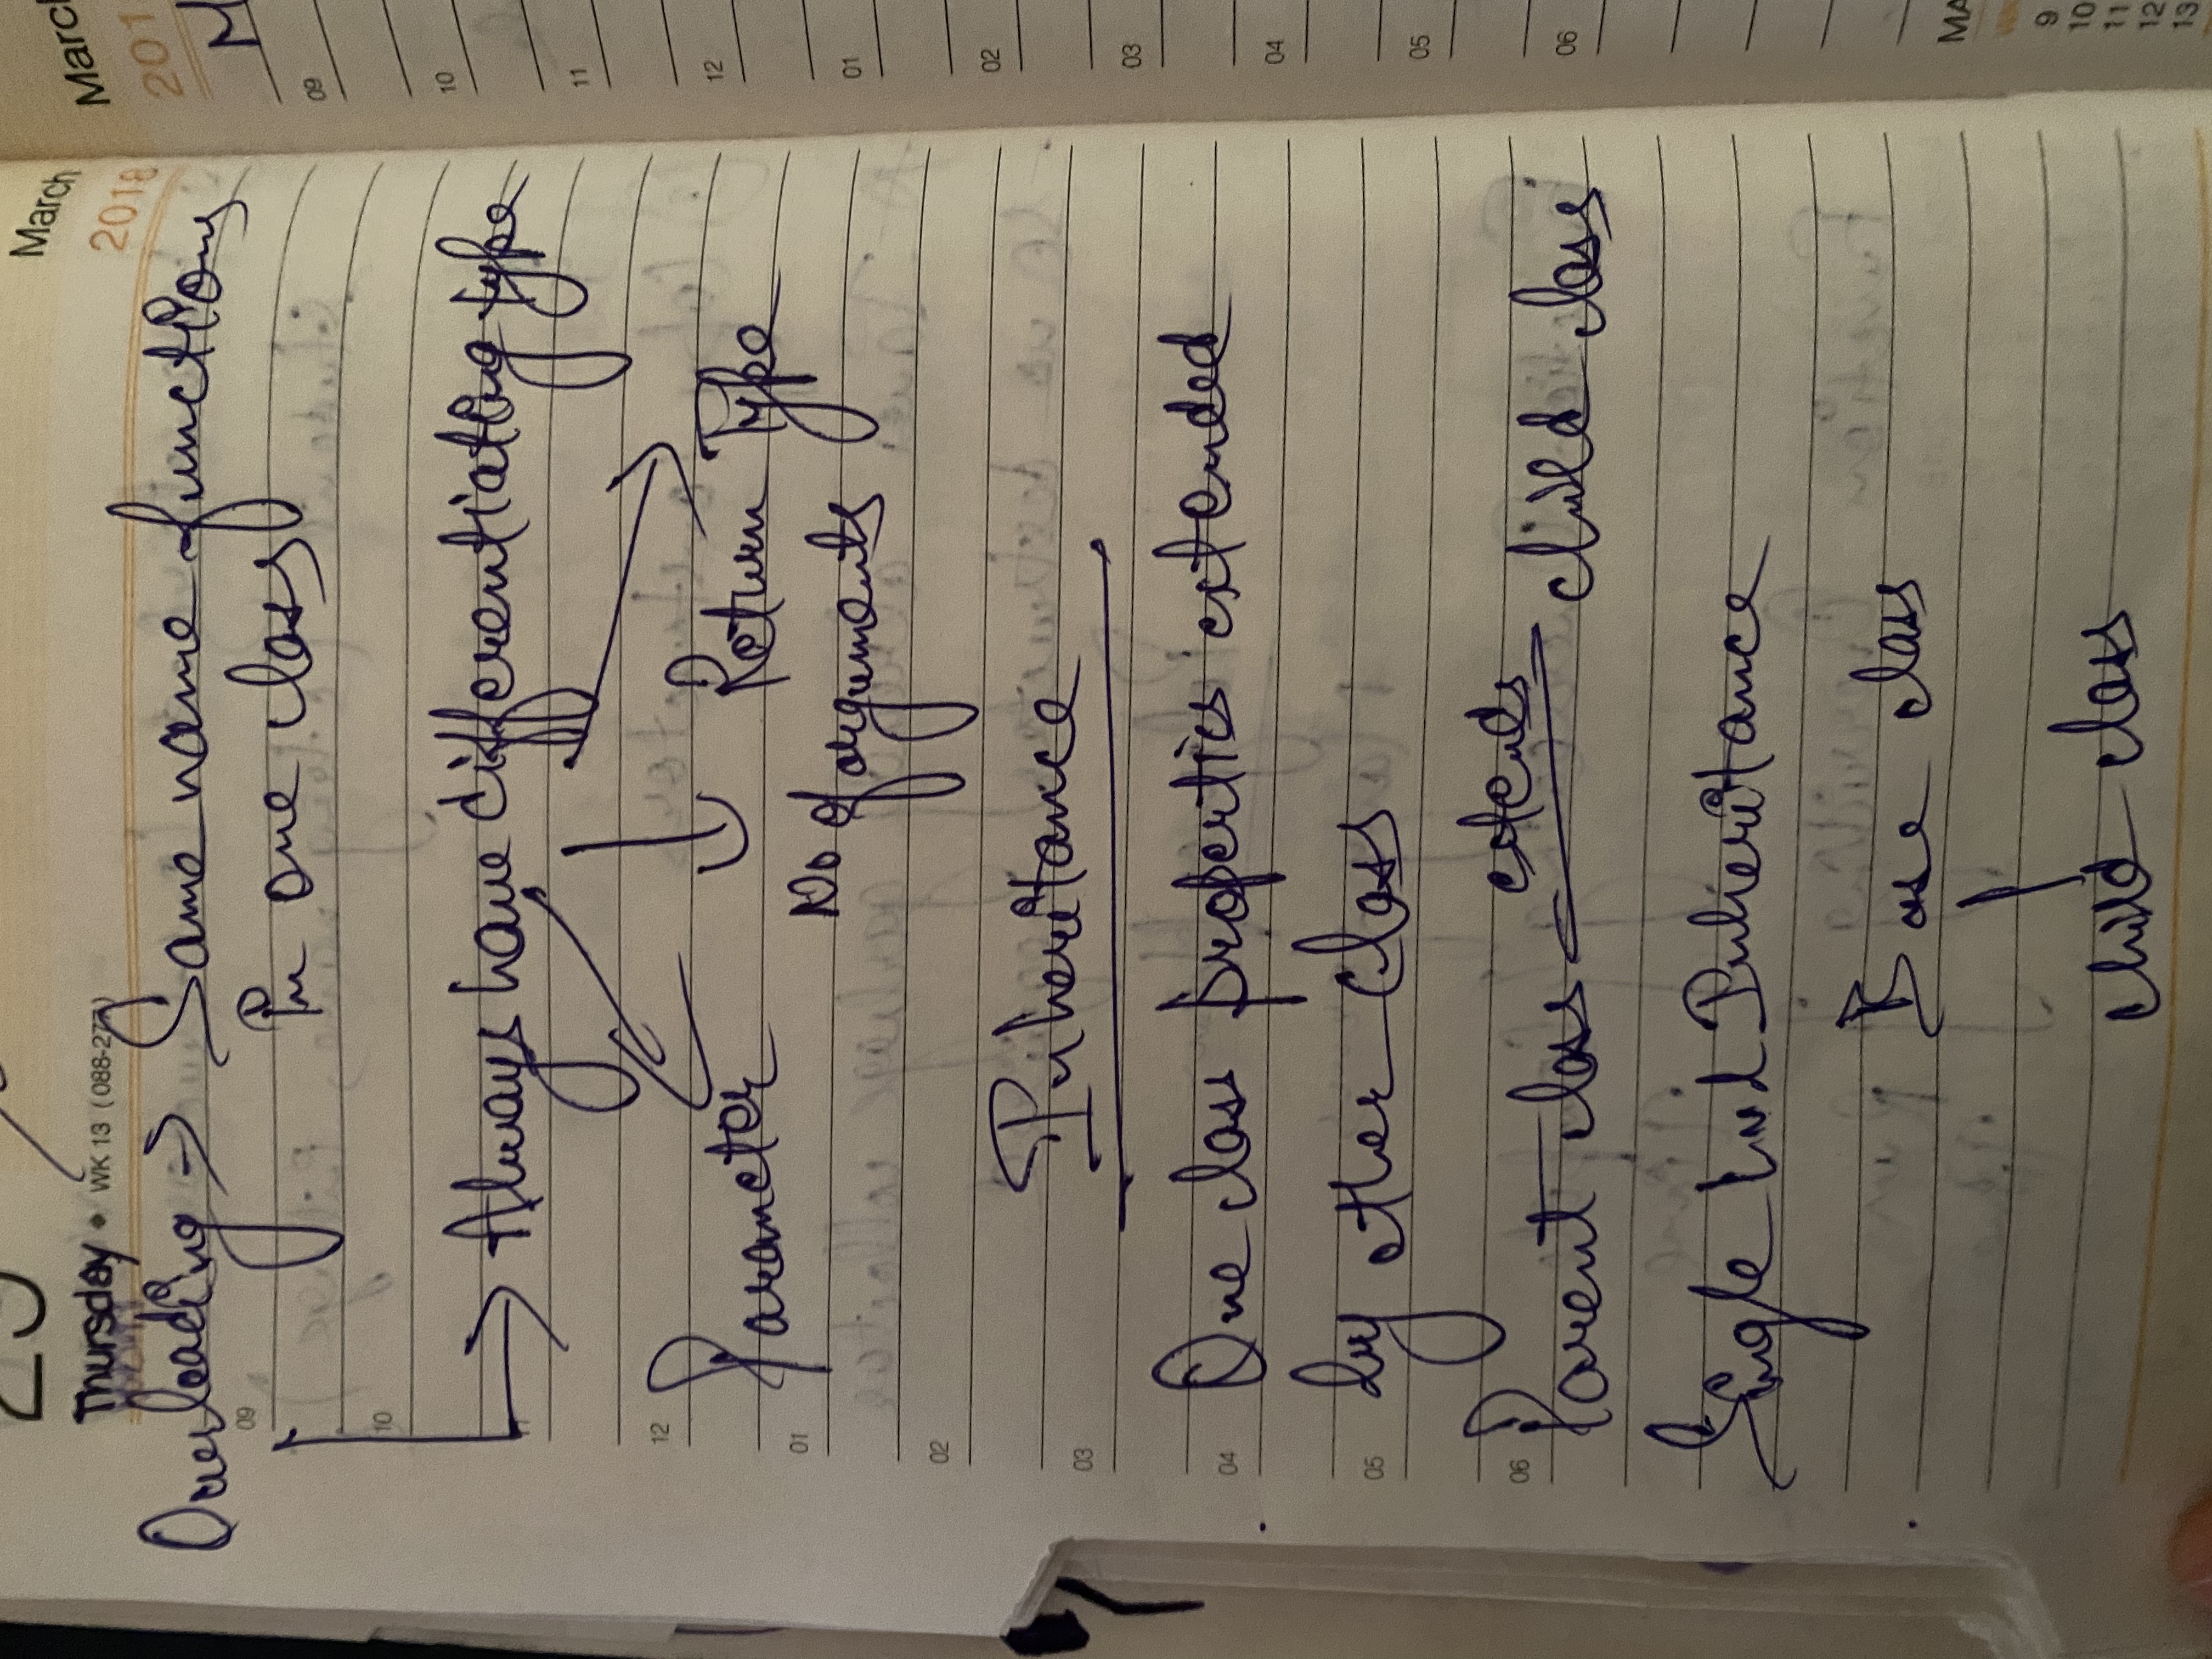 29
March
Thursday • WK 13 (088-277)
2018
Overloading → Same name functions
09
in one class
10
11
→ Always have differentiating type
12
Parameter
Return Type
01
No of arguments
02
Inheritance
03
One class properties extended
04
by other class
05
extends
06
Parent class child class
Single level Inheritance
Base class
child class
March
201
M
09
10
11
12
01
02
03
04
05
06
MA
9
10
11
12
13